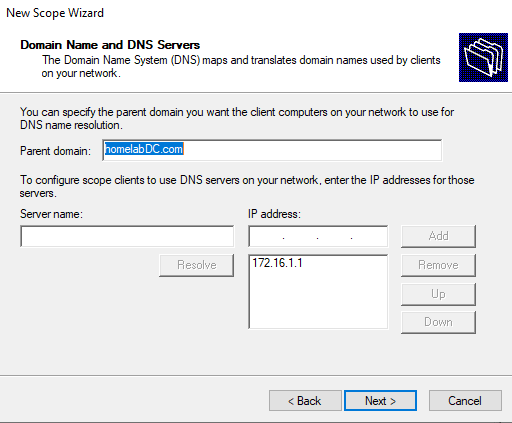 New Scope Wizard
Domain Name and DNS Servers
The Domain Name System (DNS) maps and translates domain names used by clients
on your network.
You can specify the parent domain you want the client computers on your network to use for
DNS name resolution.
Parent domain: homelabDC.com
To configure scope clients to use DNS servers on your network, enter the IP addresses for those
servers.
Server name: IP address:
. . . Add
Resolve 172.16.1.1 Remove
Up
Down
< Back Next > Cancel